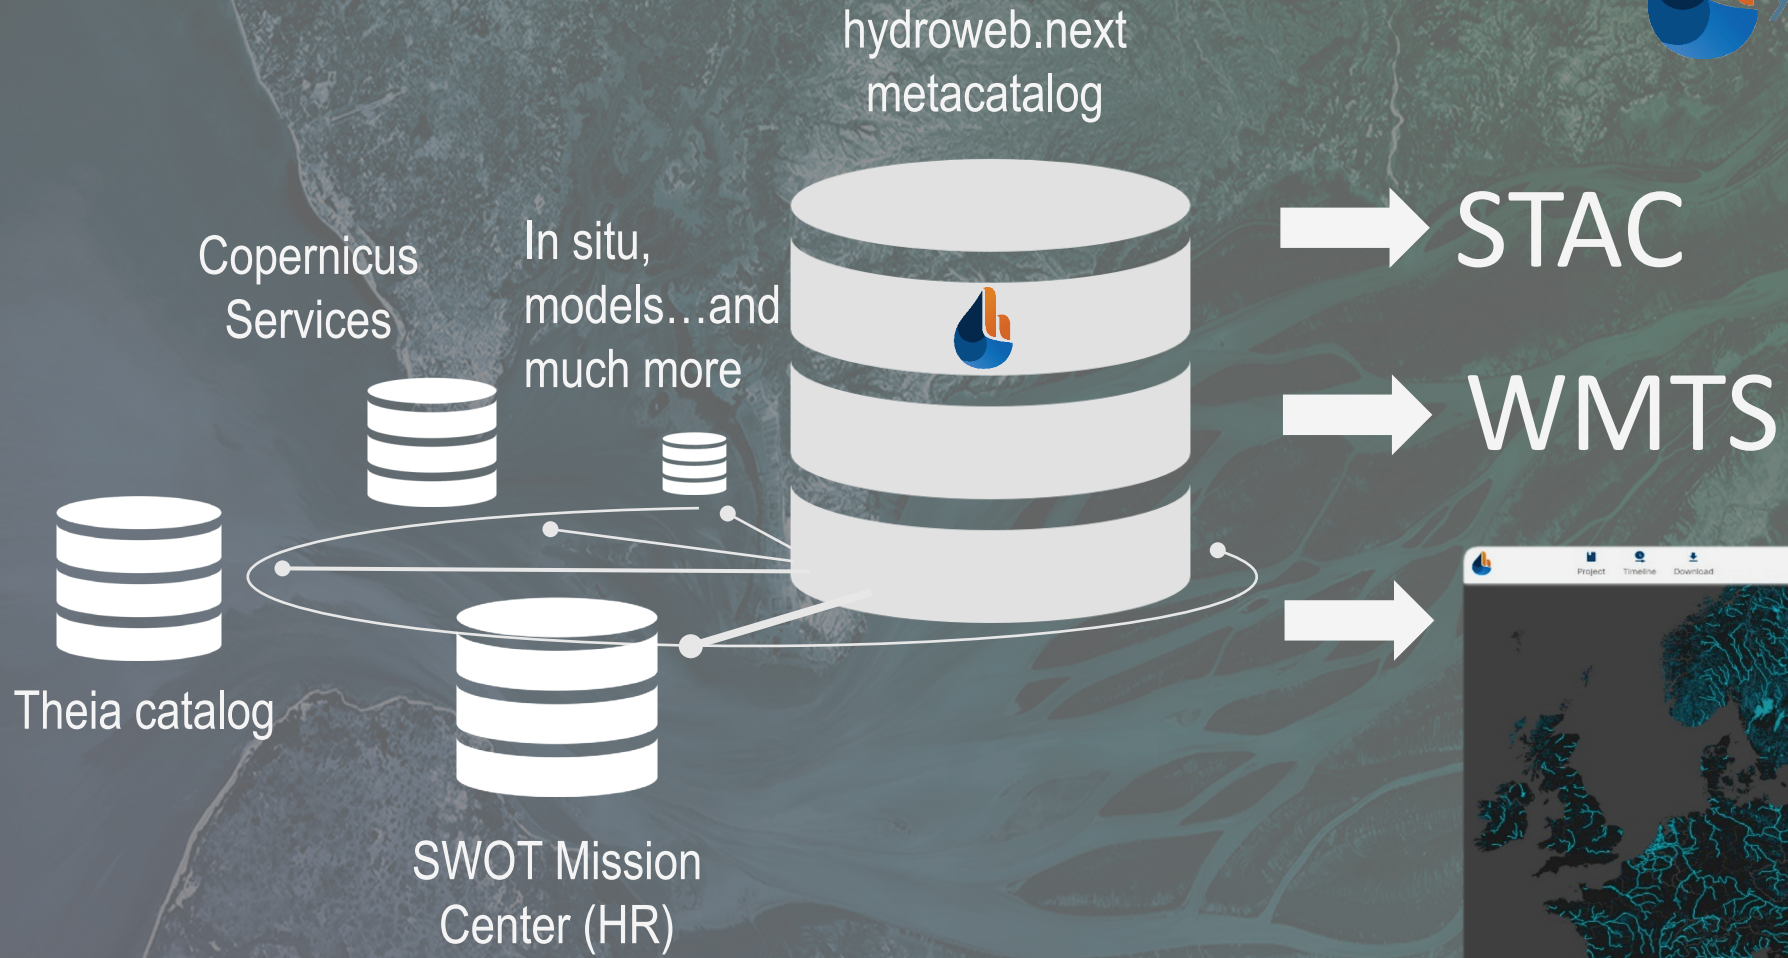 hydroweb.next
metacatalog
Copernicus
Services
In situ,
models...and
much more
Theia catalog
SWOT Mission
Center (HR)
STAC
WMTS
Project
Timeline
Download